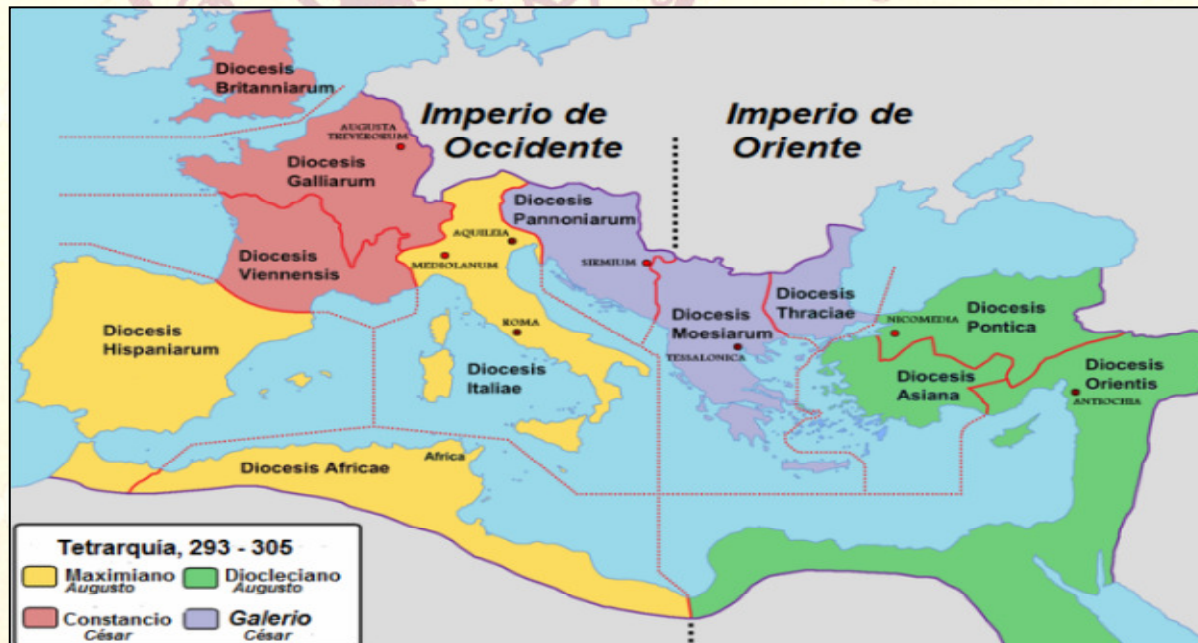 Diocesis
Britanniarum
Imperio de
Occidente
Imperio de
Oriente
AUGUSTA
TREVERORUM
Diocesis
Galliarum
Diocesis
Pannoniarum
AQUILEIA
MEDIOLANUM
SIRMIUM
Diocesis
Viennensis
Diocesis
Thraciae
Diocesis
Moesiarum
TESSALONICA
NICOMEDIA
Diocesis
Pontica
Diocesis
Hispaniarum
ROMA
Diocesis
Italiae
Diocesis
Asiana
Diocesis
Orientis
ANTIOCHIA
Diocesis Africae
Africa
Tetrarquía, 293 - 305
Maximiano
Augusto
Diocleciano
Augusto
Constancio
César
Galerio
César